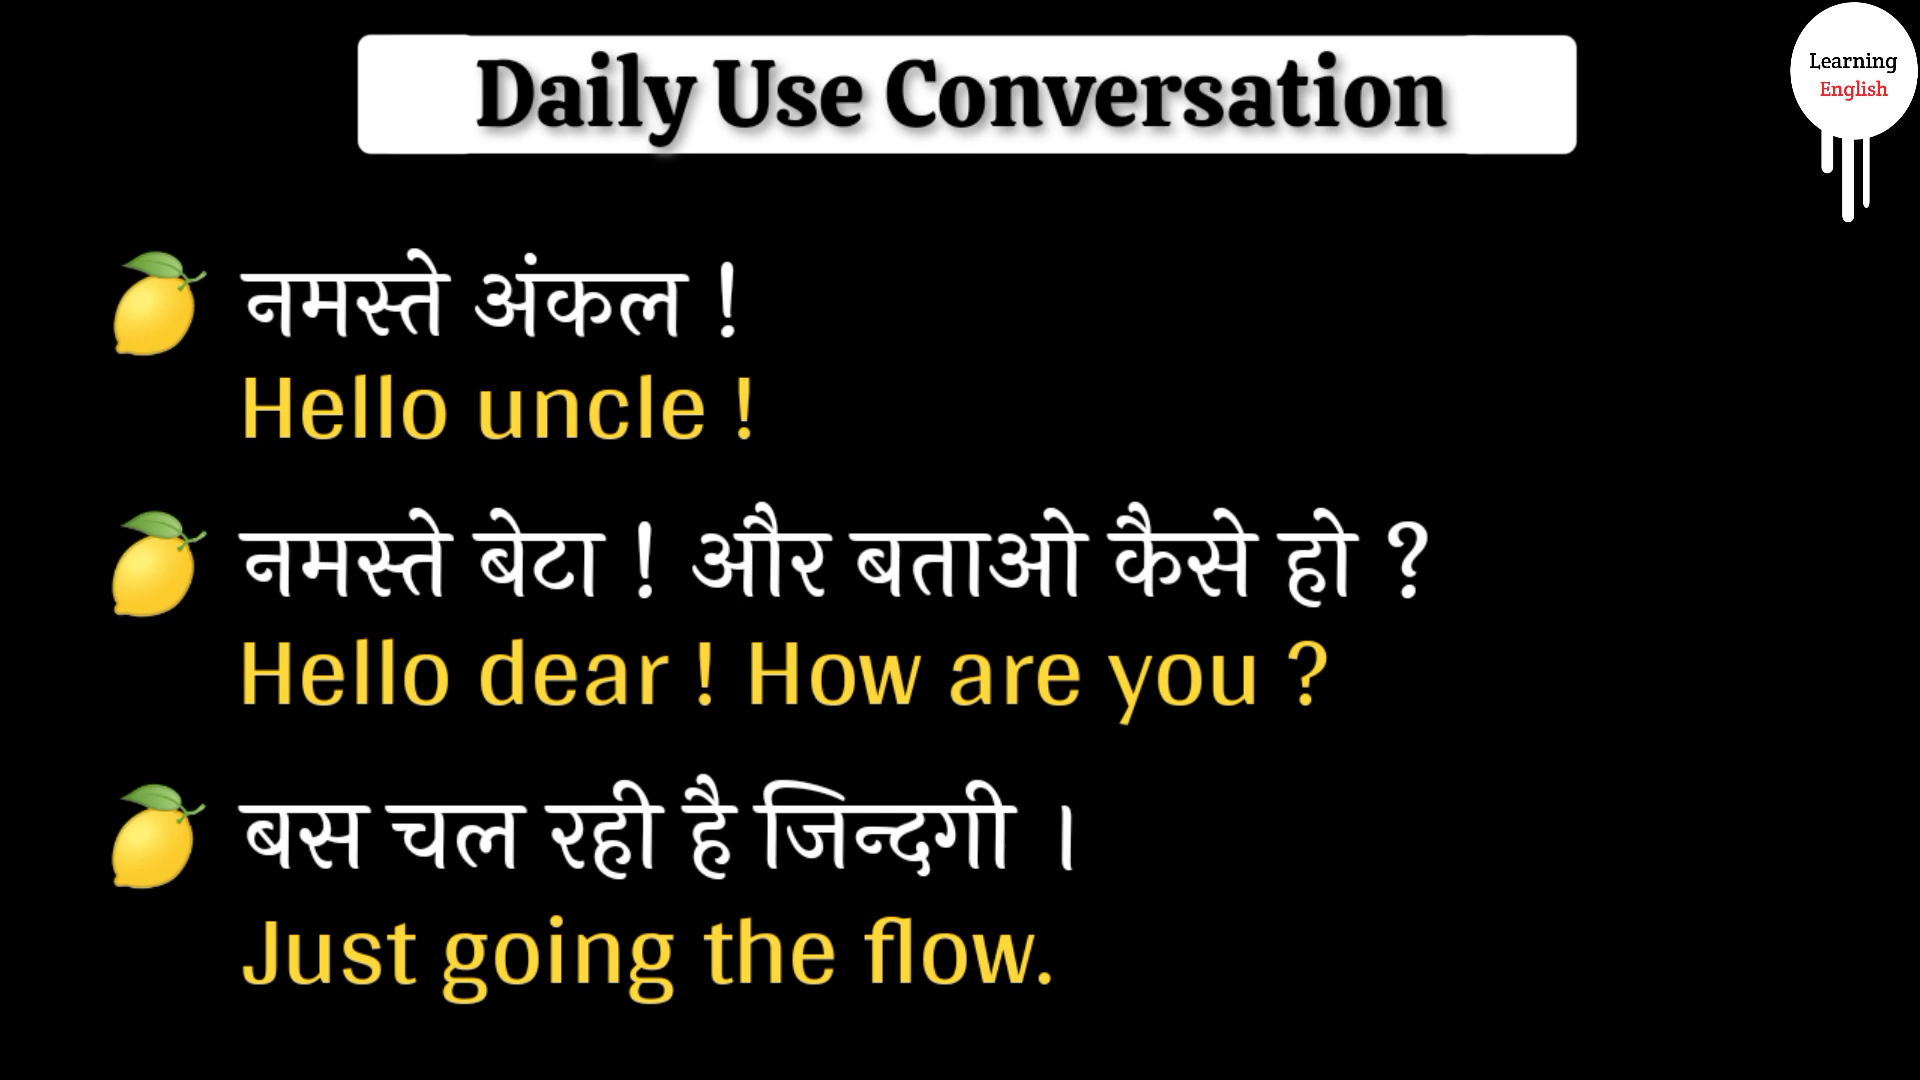 Daily Use Conversation
Learning
English
नमस्ते अंकल !
Hello uncle !
नमस्ते बेटा ! और बताओ कैसे हो ?
Hello dear ! How are you ?
बस चल रही है जिन्दगी ।
Just going the flow.